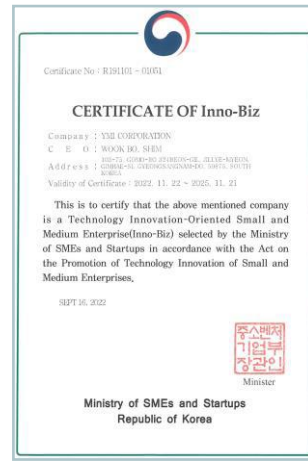 Certificate No : R191101 - 01051
CERTIFICATE OF Inno-Biz
Company : YMI CORPORATION
C E O : WOOK BO, SHIM
Address :
KOREA
Validity of Certificate : 2022. 11. 22 ~ 2025. 11. 21
This is to certify that the above mentioned company
is a Technology Innovation-Oriented Small and
Medium Enterprise(Inno-Biz) selected by the Ministry
of SMEs and Startups in accordance with the Act on
the Promotion of Technology Innovation of Small and
Medium Enterprises.
SEPT 16, 2022
중소벤처
기업부
장관인
Minister
Ministry of SMEs and Startups
Republic of Korea